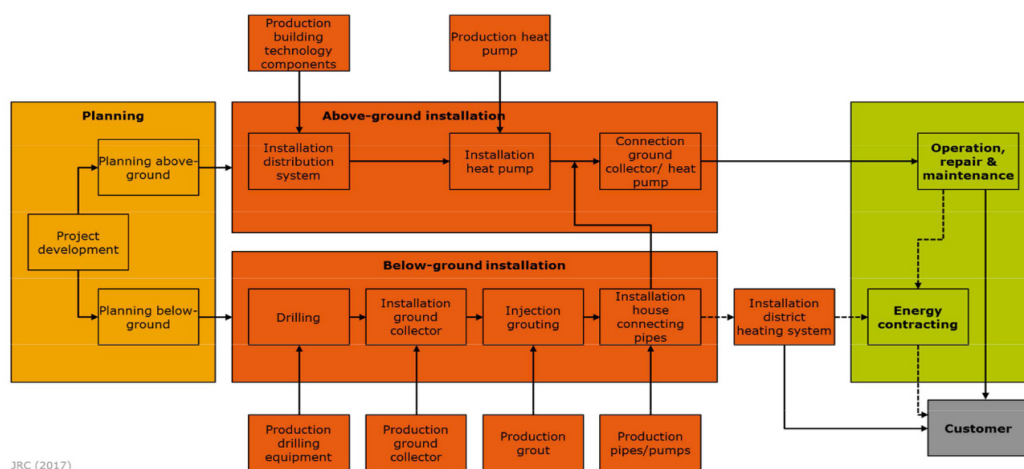 Production
building
technology
components
Production heat
pump
Planning
Above-ground installation
Planning above-
ground
Installation
distribution
system
Installation
heat pump
Connection
ground
collector/ heat
pump
Operation,
repair &
maintenance
Project
development
Below-ground installation
Planning below-
ground
Drilling
Installation
ground
collector
Injection
grouting
Installation
house
connecting
pipes
Installation
district
heating system
Energy
contracting
Production
drilling
equipment
Production
ground
collector
Production
grout
Production
pipes/pumps
Customer
JRC (2017)